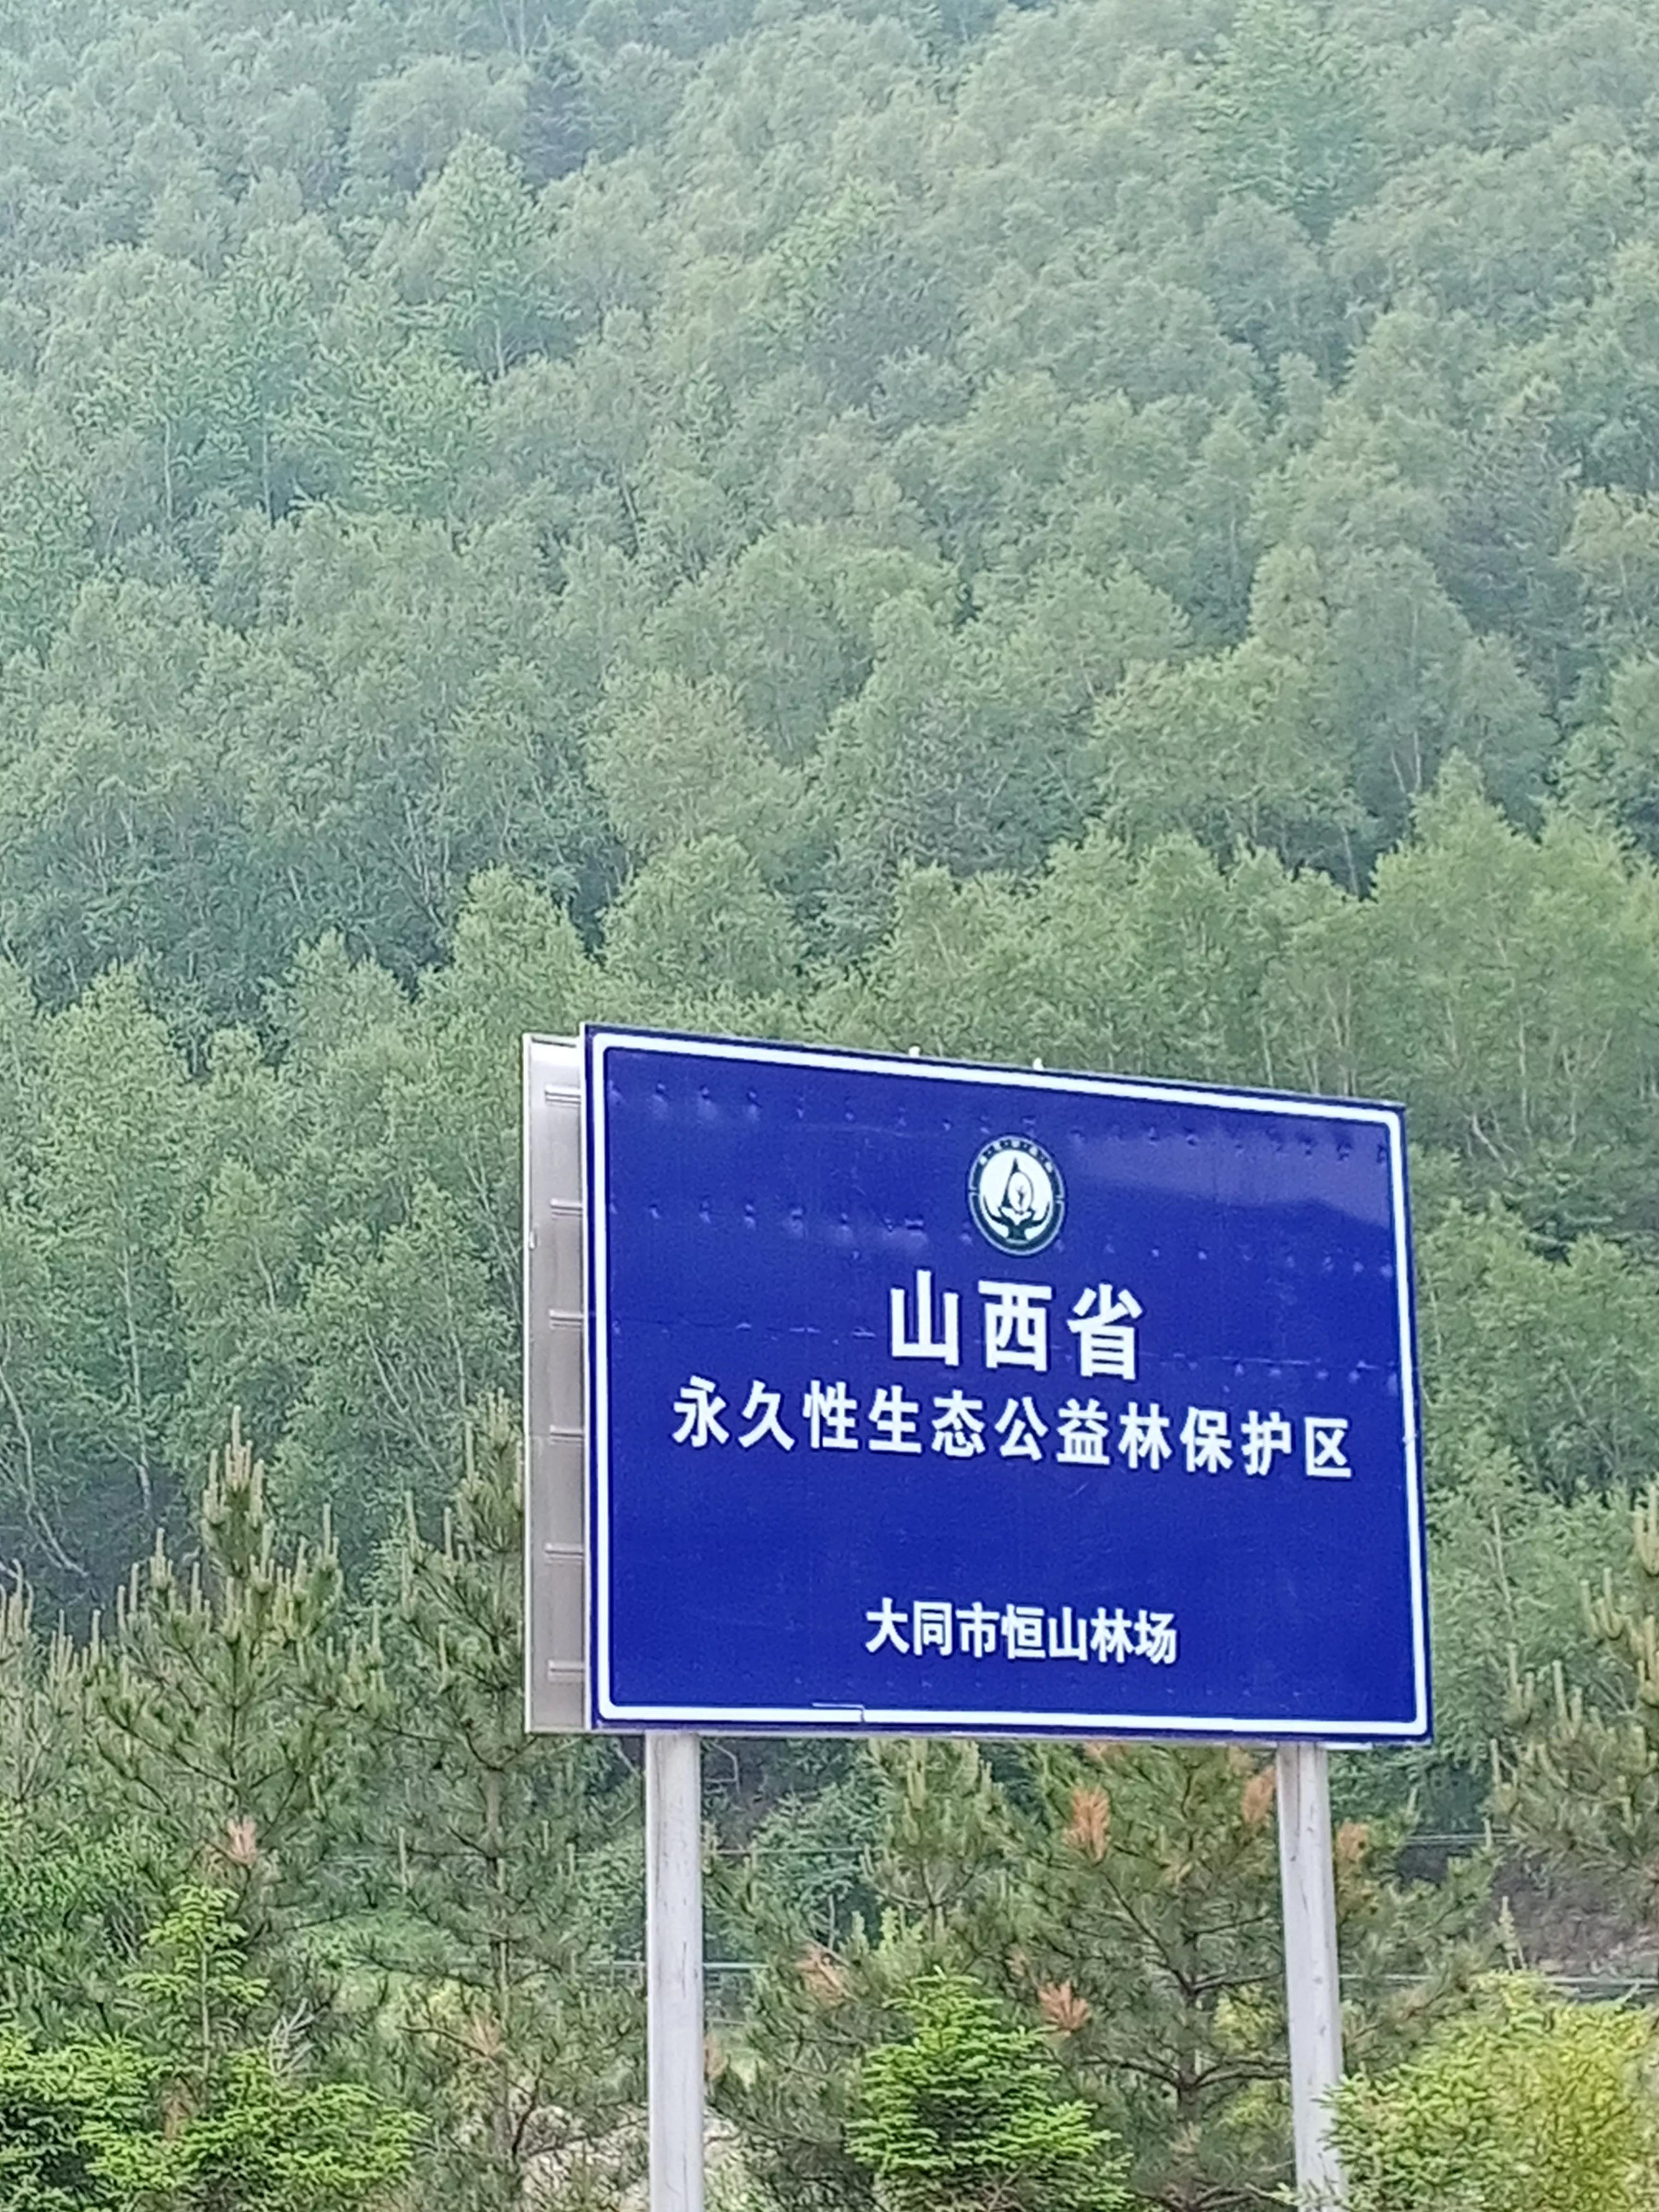 山西省
永久性生态公益林保护区
大同市恒山林场